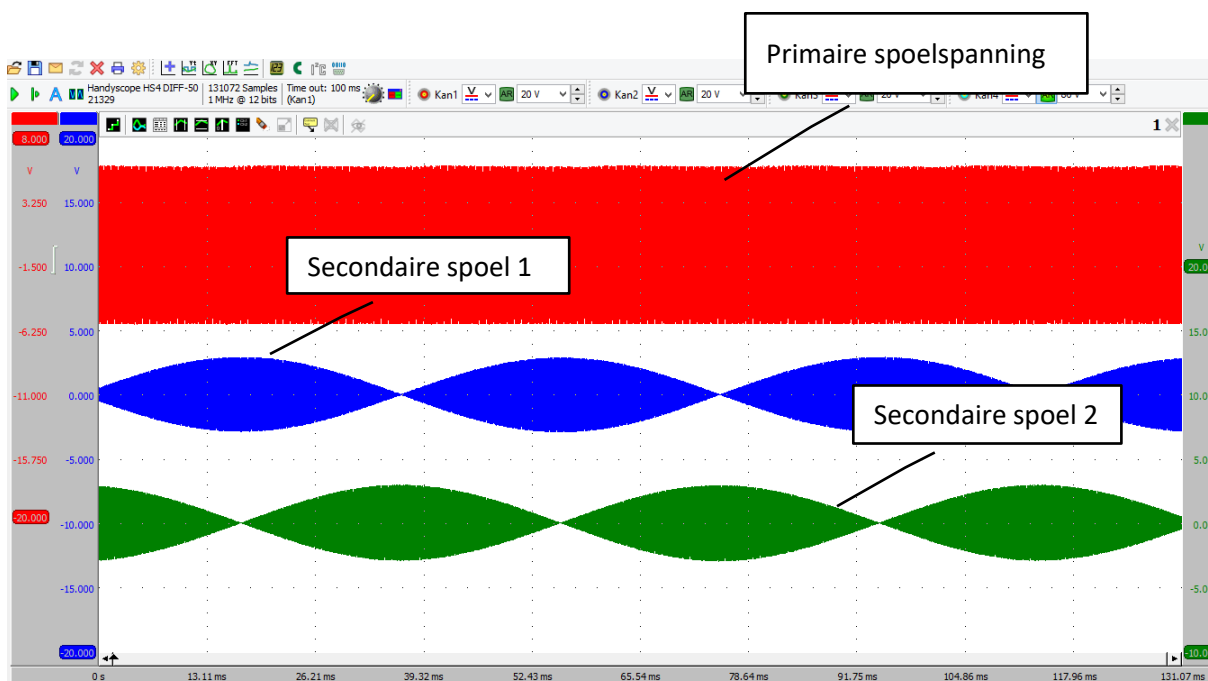 Primaire spoelspanning
Handyscope HS4 DIFF-50
21329
131072 Samples
1 MHz @ 12 bits
Time out: 100 ms
(Kan1)
Kan1
20 V
Kan2
20 V
1
8.000
20.000
V
V
3.250
15.000
-1.500
10.000
-6.250
5.000
-11.000
0.000
-15.750
-5.000
-20.000
-10.000
-15.000
-20.000
Secondaire spoel 1
Secondaire spoel 2
V
20.0
15.0
10.0
5.0
0.0
-5.0
-10.0
0 s
13.11 ms
26.21 ms
39.32 ms
52.43 ms
65.54 ms
78.64 ms
91.75 ms
104.86 ms
117.96 ms
131.07 ms